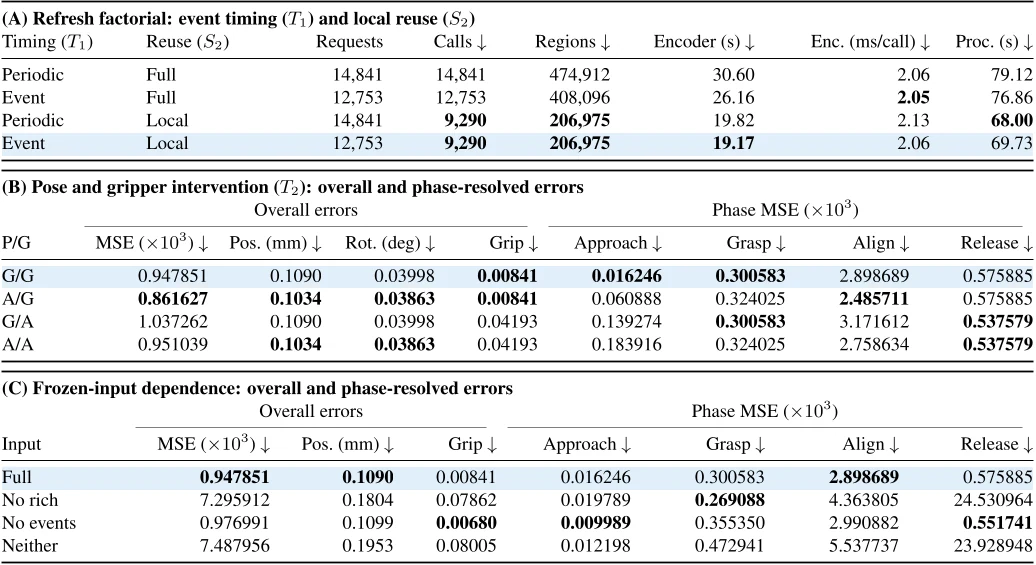 (A) Refresh factorial: event timing (T1) and local reuse (S2)
Timing (T1) Reuse (S2) Requests Calls ↓ Regions ↓ Encoder (s) ↓ Enc. (ms/call) ↓ Proc. (s) ↓
Periodic Full 14,841 14,841 474,912 30.60 2.06 79.12
Event Full 12,753 12,753 408,096 26.16 2.05 76.86
Periodic Local 14,841 9,290 206,975 19.82 2.13 68.00
Event Local 12,753 9,290 206,975 19.17 2.06 69.73
(B) Pose and gripper intervention (T2): overall and phase-resolved errors
Overall errors Phase MSE (×10³)
P/G MSE (×10³) ↓ Pos. (mm) ↓ Rot. (deg) ↓ Grip ↓ Approach ↓ Grasp ↓ Align ↓ Release ↓
G/G 0.947851 0.1090 0.03998 0.00841 0.016246 0.300583 2.898689 0.575885
A/G 0.861627 0.1034 0.03863 0.00841 0.060888 0.324025 2.485711 0.575885
G/A 1.037262 0.1090 0.03998 0.04193 0.139274 0.300583 3.171612 0.537579
A/A 0.951039 0.1034 0.03863 0.04193 0.183916 0.324025 2.758634 0.537579
(C) Frozen-input dependence: overall and phase-resolved errors
Overall errors Phase MSE (×10³)
Input MSE (×10³) ↓ Pos. (mm) ↓ Grip ↓ Approach ↓ Grasp ↓ Align ↓ Release ↓
Full 0.947851 0.1090 0.00841 0.016246 0.300583 2.898689 0.575885
No rich 7.295912 0.1804 0.07862 0.019789 0.269088 4.363805 24.530964
No events 0.976991 0.1099 0.00680 0.009989 0.355350 2.990882 0.551741
Neither 7.487956 0.1953 0.08005 0.012198 0.472941 5.537737 23.928948